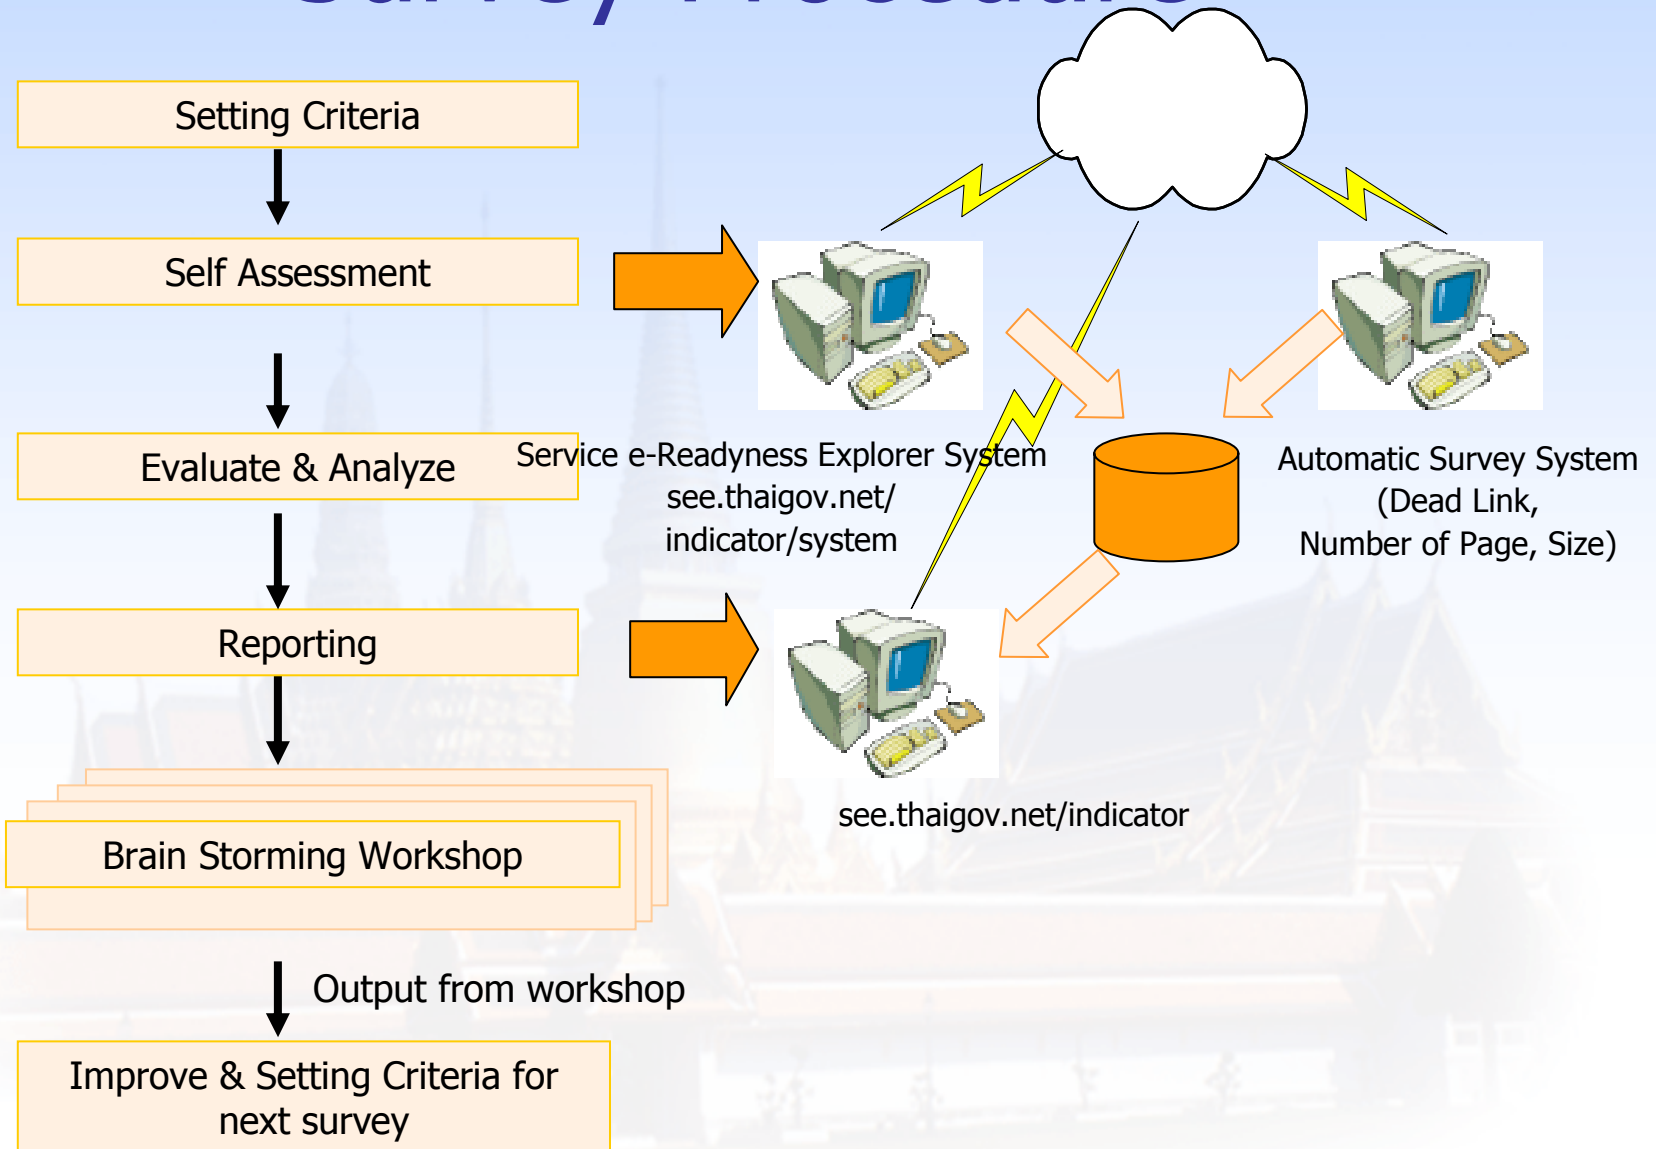 Survey Procedure
Setting Criteria
Self Assessment
Evaluate & Analyze
Reporting
Brain Storming Workshop
Output from workshop
Improve & Setting Criteria for
next survey
Service e-Readyness Explorer System
see.thaigov.net/
indicator/system
Automatic Survey System
(Dead Link,
Number of Page, Size)
see.thaigov.net/indicator